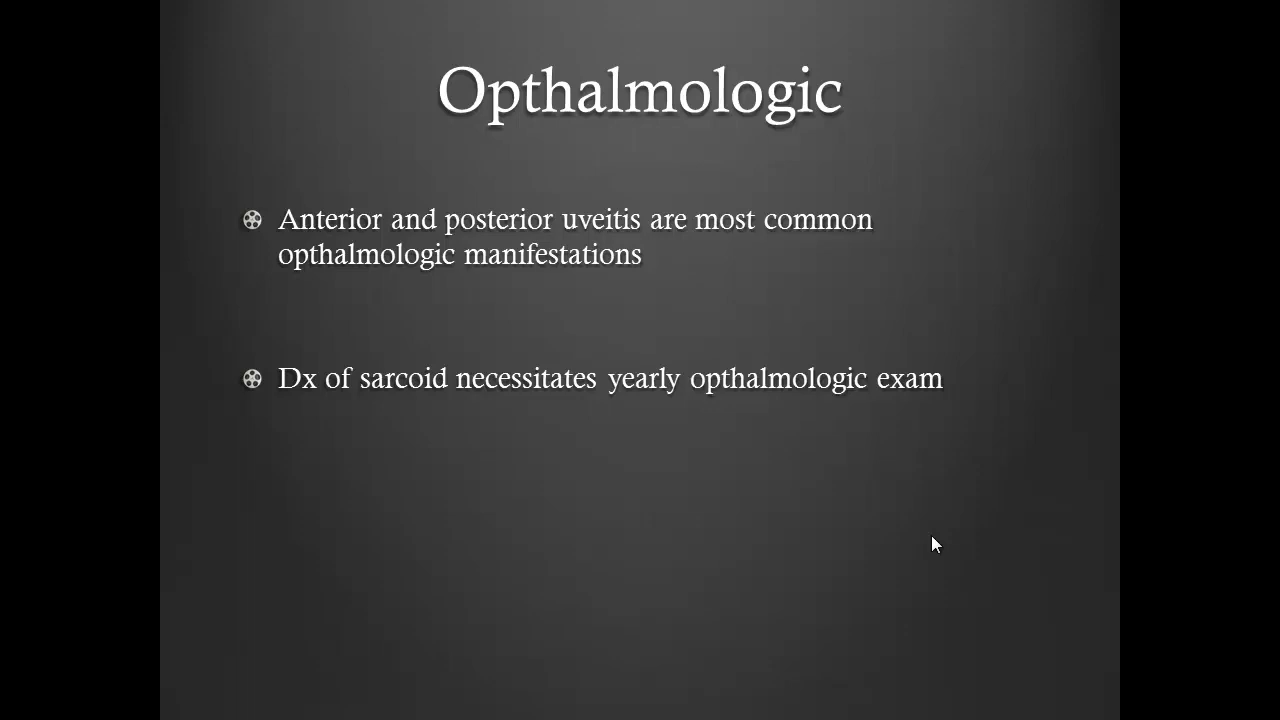 Opthalmologic
Anterior and posterior uveitis are most common
opthalmologic manifestations
Dx of sarcoid necessitates yearly opthalmologic exam